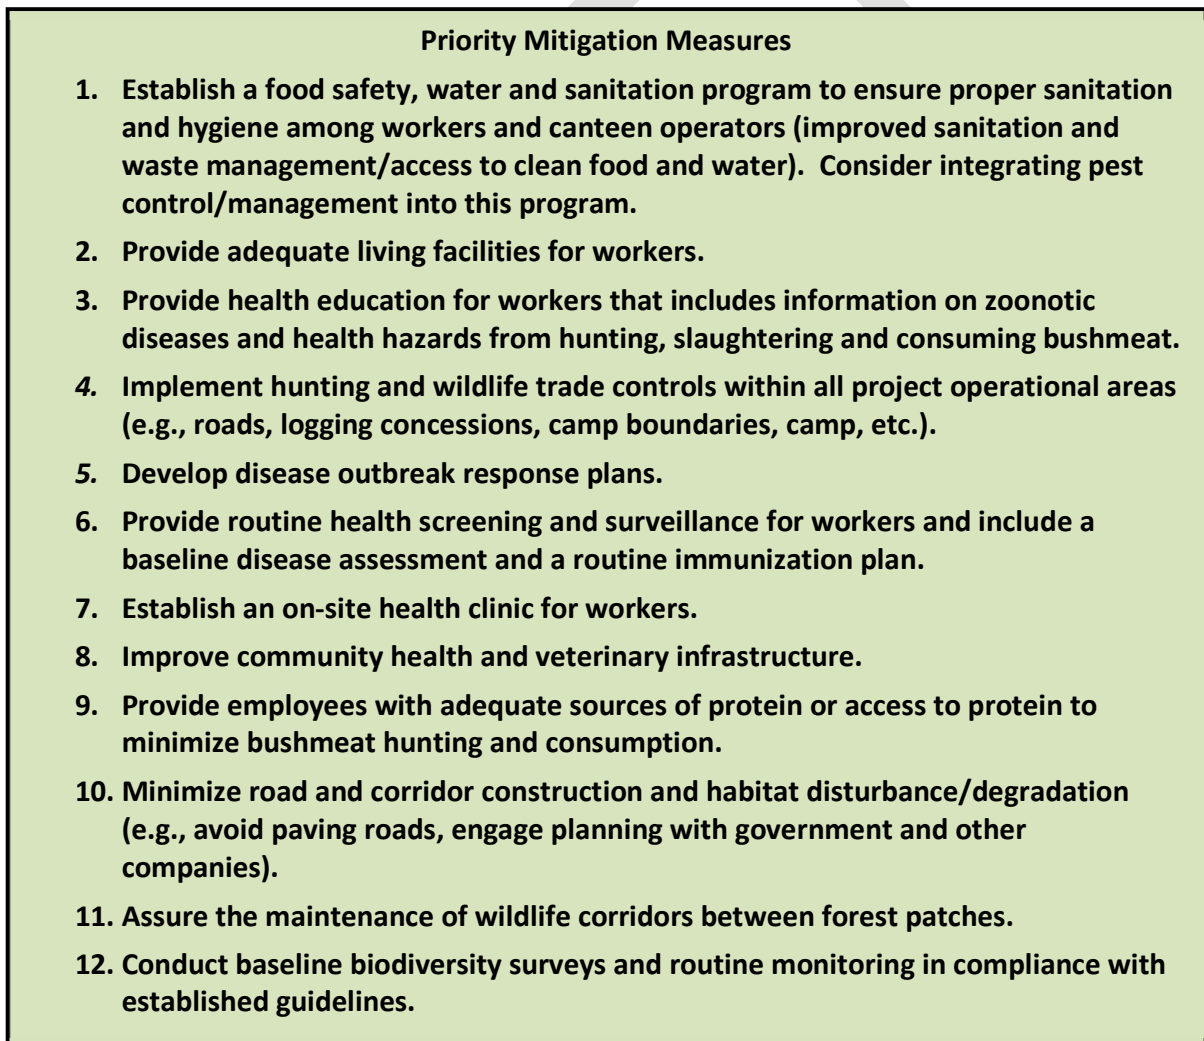 Priority Mitigation Measures
1. Establish a food safety, water and sanitation program to ensure proper sanitation
and hygiene among workers and canteen operators (improved sanitation and
waste management/access to clean food and water).  Consider integrating pest
control/management into this program.
2. Provide adequate living facilities for workers.
3. Provide health education for workers that includes information on zoonotic
diseases and health hazards from hunting, slaughtering and consuming bushmeat.
4. Implement hunting and wildlife trade controls within all project operational areas
(e.g., roads, logging concessions, camp boundaries, camp, etc.).
5. Develop disease outbreak response plans.
6. Provide routine health screening and surveillance for workers and include a
baseline disease assessment and a routine immunization plan.
7. Establish an on-site health clinic for workers.
8. Improve community health and veterinary infrastructure.
9. Provide employees with adequate sources of protein or access to protein to
minimize bushmeat hunting and consumption.
10. Minimize road and corridor construction and habitat disturbance/degradation
(e.g., avoid paving roads, engage planning with government and other
companies).
11. Assure the maintenance of wildlife corridors between forest patches.
12. Conduct baseline biodiversity surveys and routine monitoring in compliance with
established guidelines.